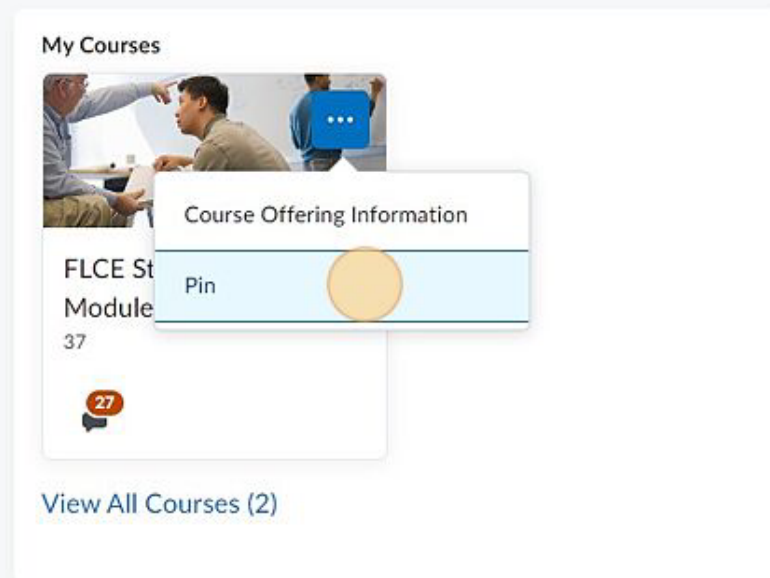 My Courses
Course Offering Information
FLCE St
Pin
Module
37
27
View All Courses (2)